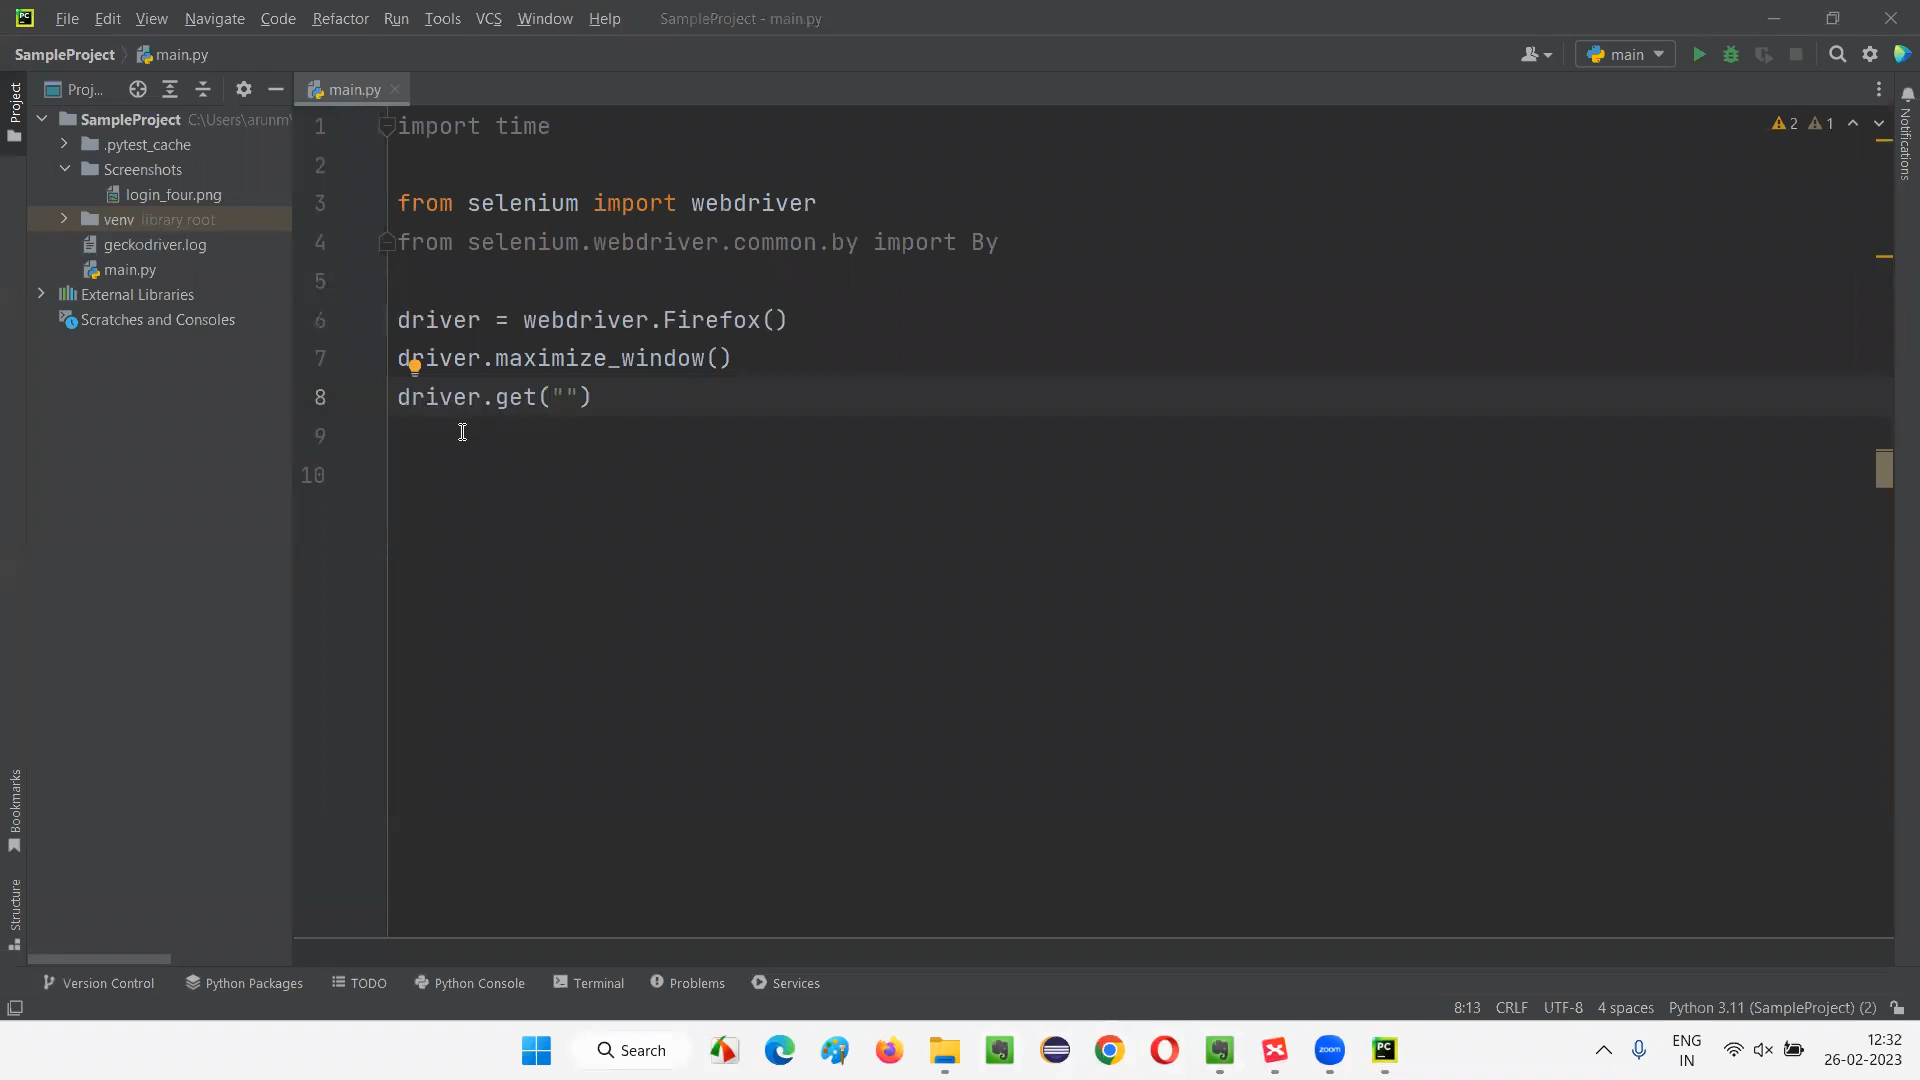 File Edit View Navigate Code Refactor Run Tools VCS Window Help SampleProject - main.py
SampleProject main.py
main
Project
Proj...
main.py
SampleProject C:\Users\arunm
.pytest_cache
Screenshots
login_four.png
venv library root
geckodriver.log
main.py
External Libraries
Scratches and Consoles
1 import time
2
3 from selenium import webdriver
4 from selenium.webdriver.common.by import By
5
6 driver = webdriver.Firefox()
7 driver.maximize_window()
8 driver.get("")
9
10
2 1
Notifications
Bookmarks
Structure
Version Control Python Packages TODO Python Console Terminal Problems Services
8:13 CRLF UTF-8 4 spaces Python 3.11 (SampleProject) (2)
Search
zoom
ENG
IN
12:32
26-02-2023